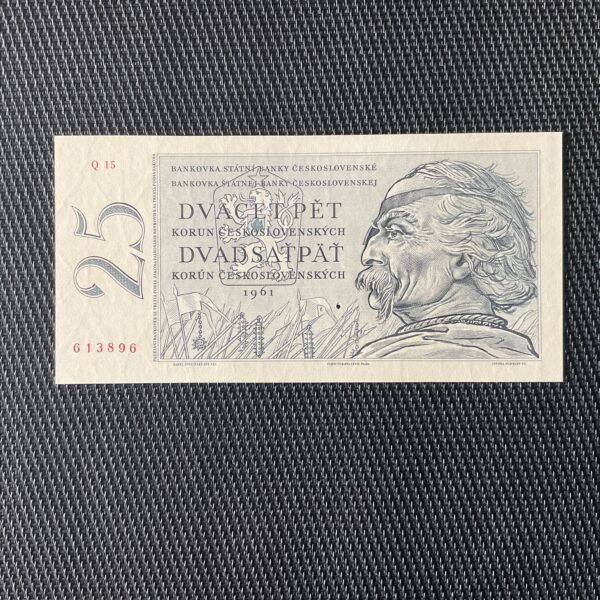 Q 15
BANKOVKA STÁTNÍ BANKY ČESKOSLOVENSKÉ
BANKOVKA ŠTÁTNEJ BANKY ČESKOSLOVENSKEJ
DVACET PĚT
KORUN ČESKOSLOVENSKÝCH
DVADSAŤPÄŤ
KORÚN ČESKOSLOVENSKÝCH
1961
25
613896